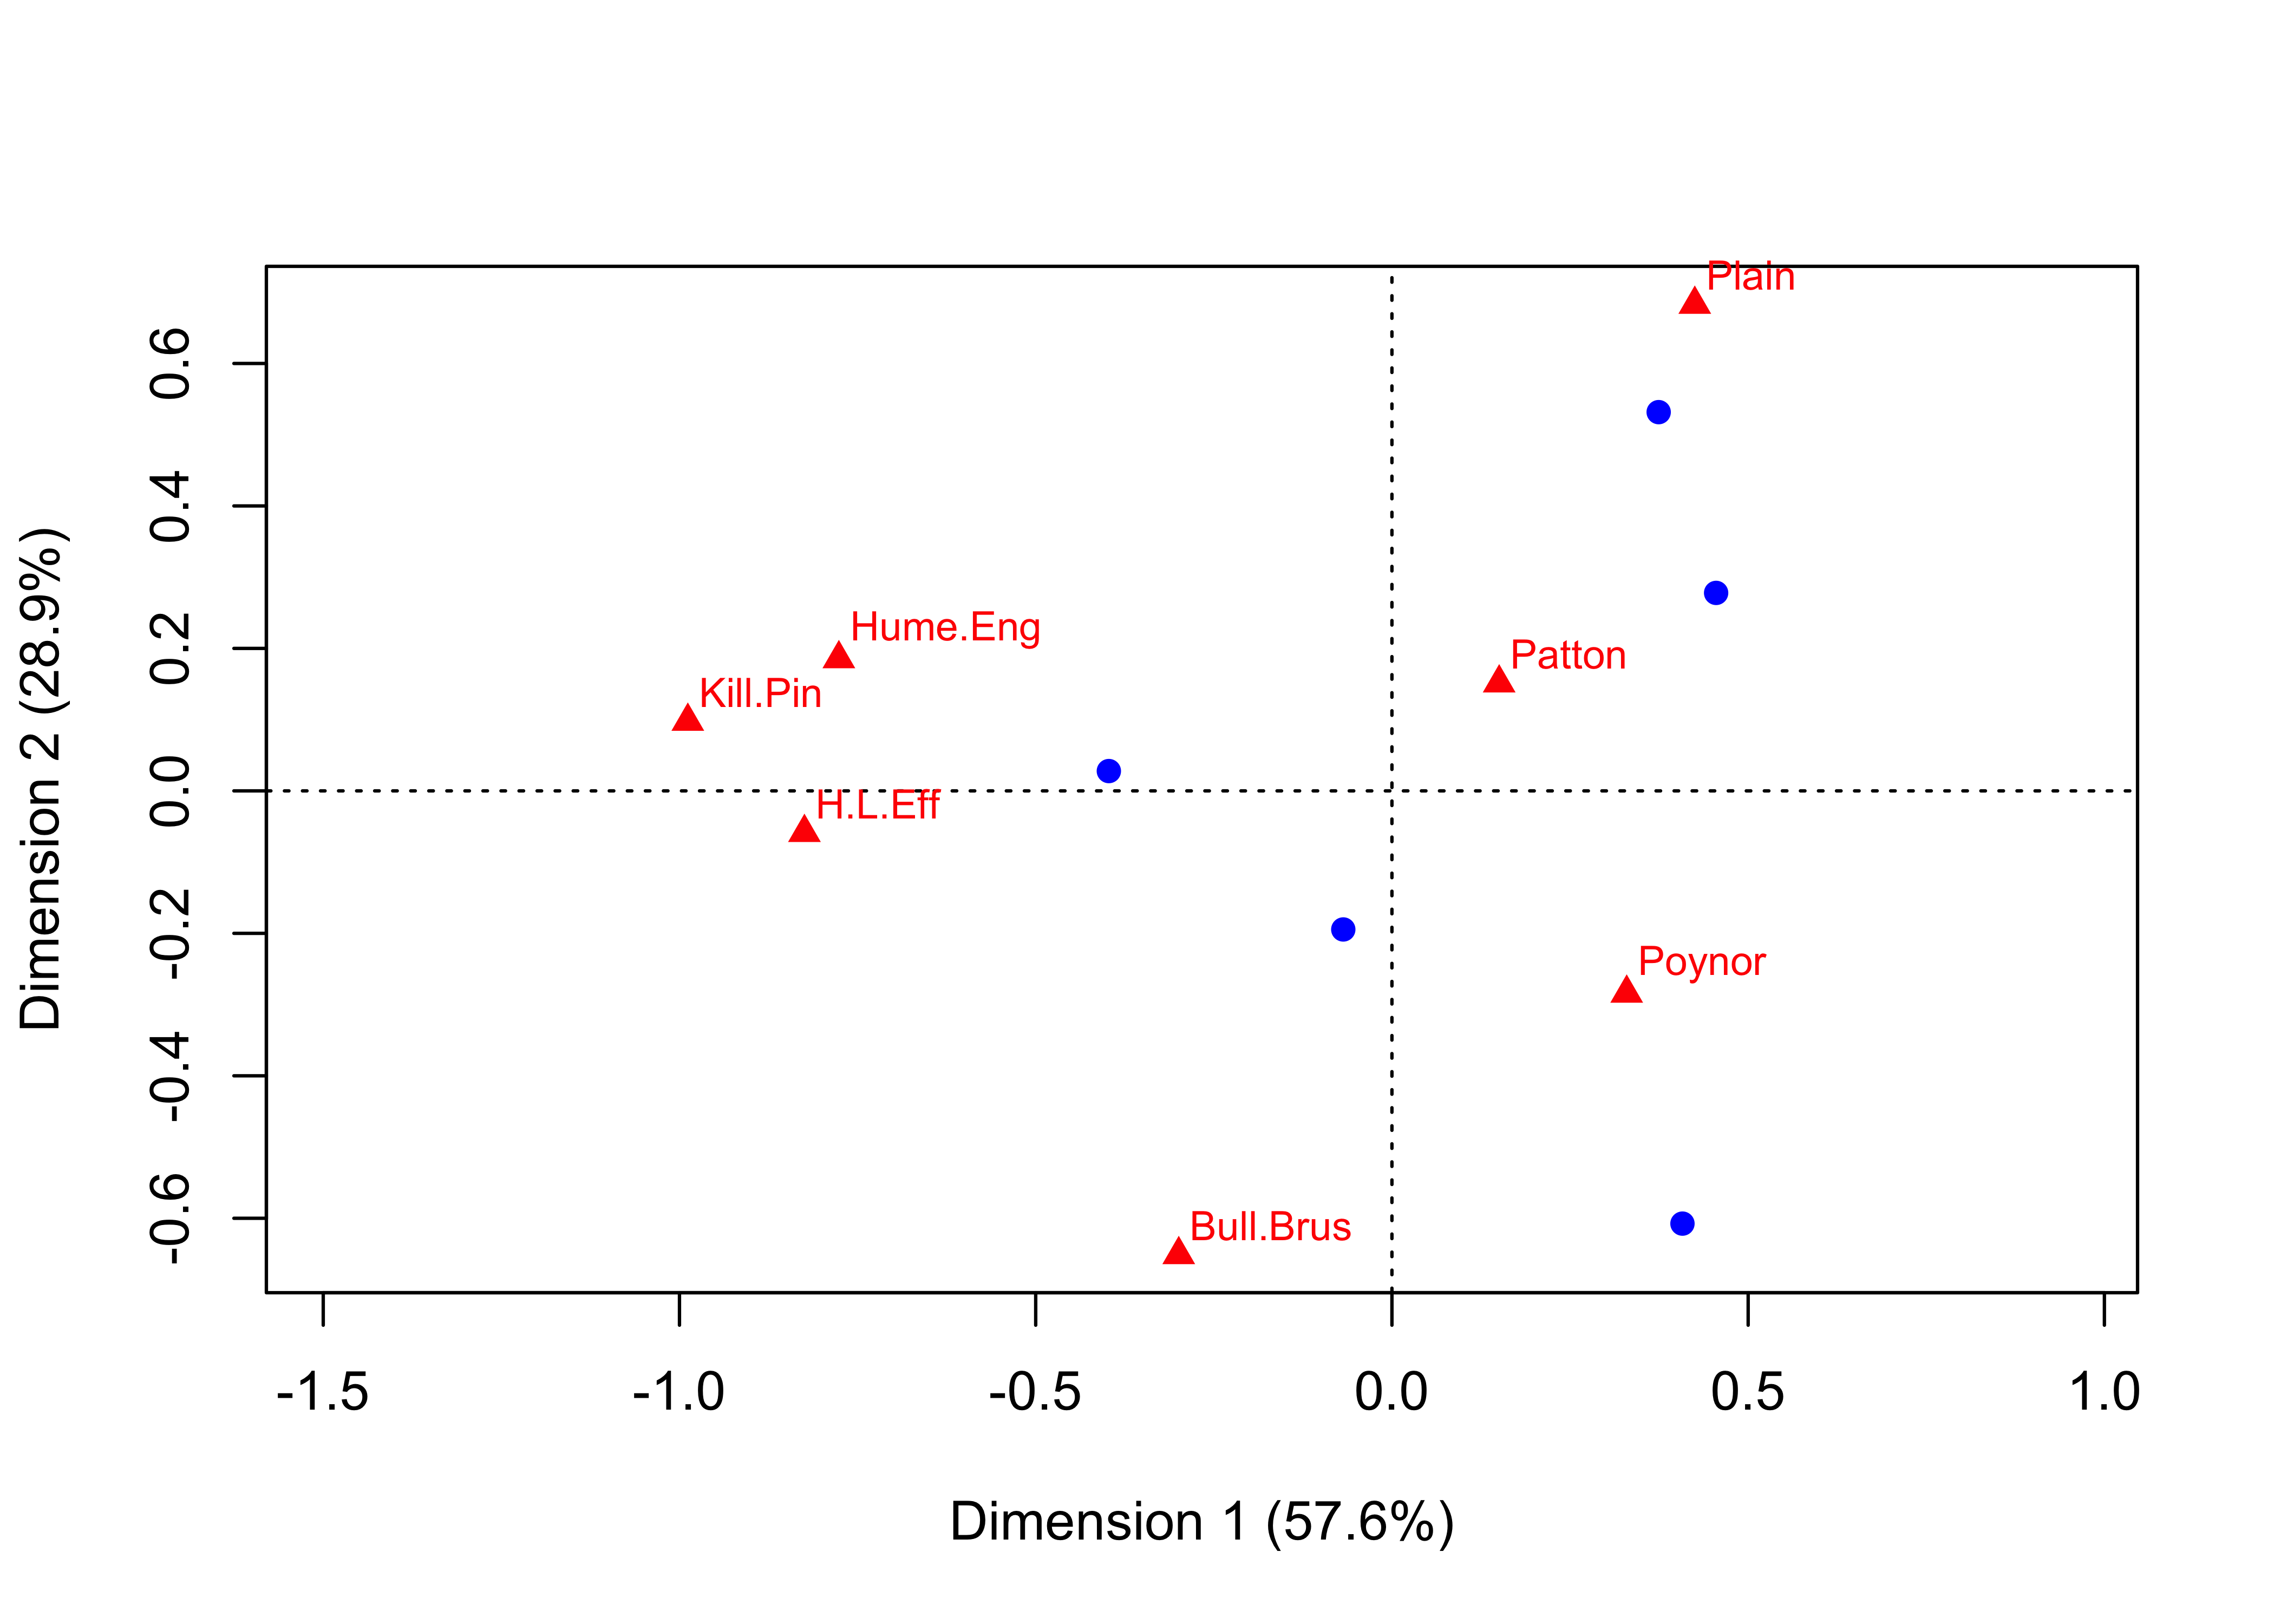 Plain
Hume.Eng
Patton
Kill.Pin
H.L.Eff
Poynor
Bull.Brus
0.6
0.4
0.2
0.0
-0.2
-0.4
-0.6
Dimension 2 (28.9%)
-1.5 -1.0 -0.5 0.0 0.5 1.0
Dimension 1 (57.6%)